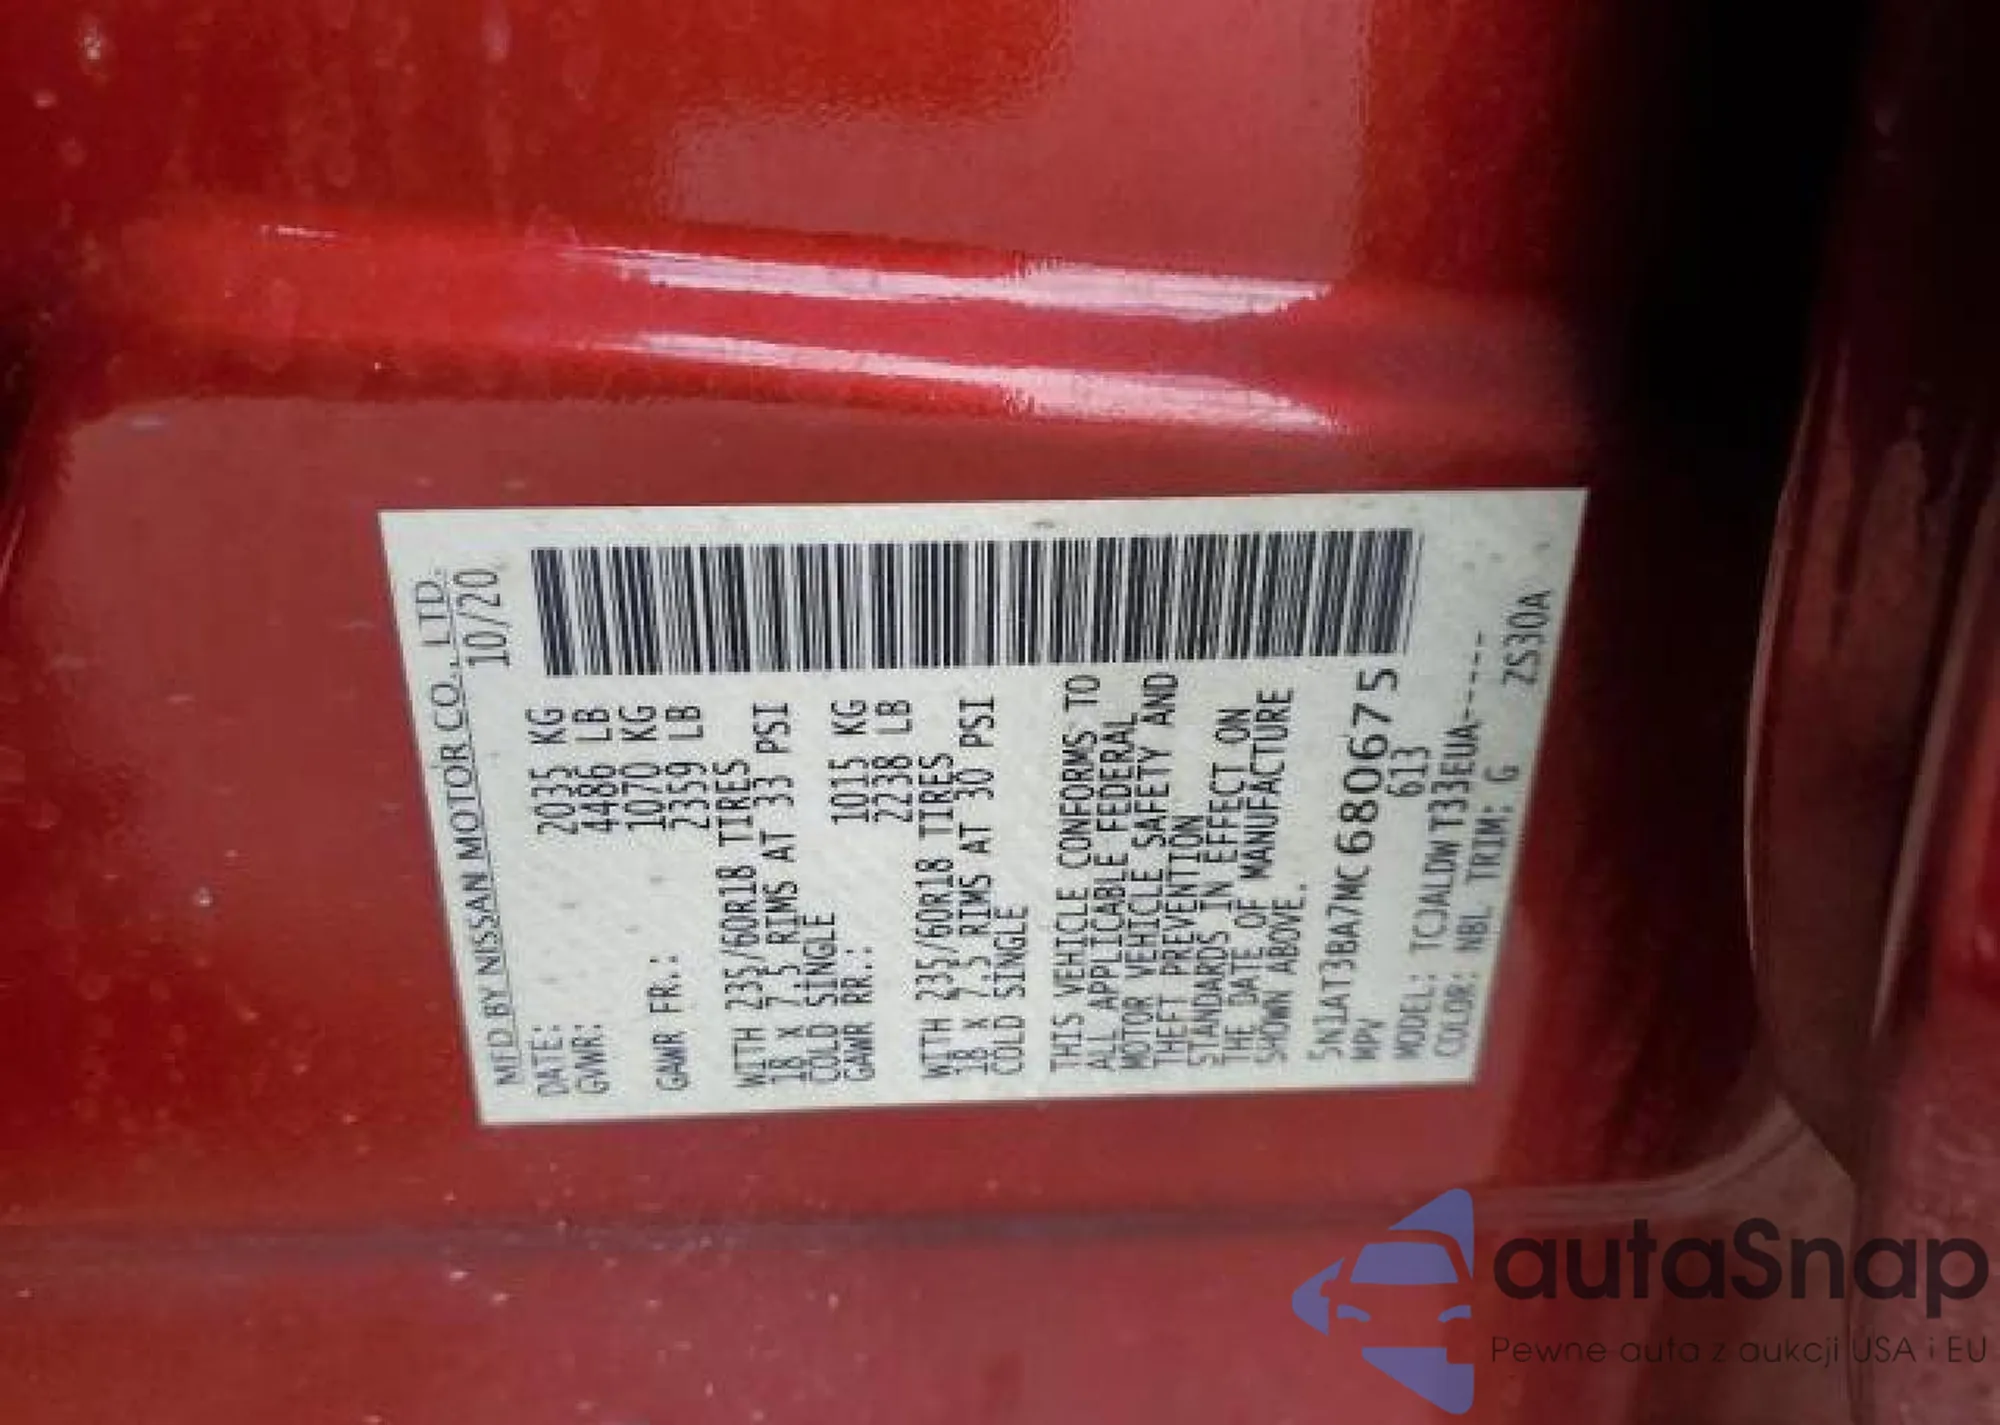 MFD BY NISSAN MOTOR CO., LTD.
DATE: 10/20
GVWR: 2035 KG
4486 LB
GAWR FR.: 1070 KG
2359 LB
WITH 235/60R18 TIRES
18 x 7.5 RIMS AT 33 PSI
COLD SINGLE
GAWR RR.: 1015 KG
2238 LB
WITH 235/60R18 TIRES
18 x 7.5 RIMS AT 30 PSI
COLD SINGLE
THIS VEHICLE CONFORMS TO
ALL APPLICABLE FEDERAL
MOTOR VEHICLE SAFETY AND
THEFT PREVENTION
STANDARDS IN EFFECT ON
THE DATE OF MANUFACTURE
SHOWN ABOVE.
5N1AT3BA7MC680675
MPV 613
MODEL: TCJALDWT33EUA------
COLOR: NBL TRIM: G ZS30A
autaSnap
Pewne auta z aukcji USA i EU